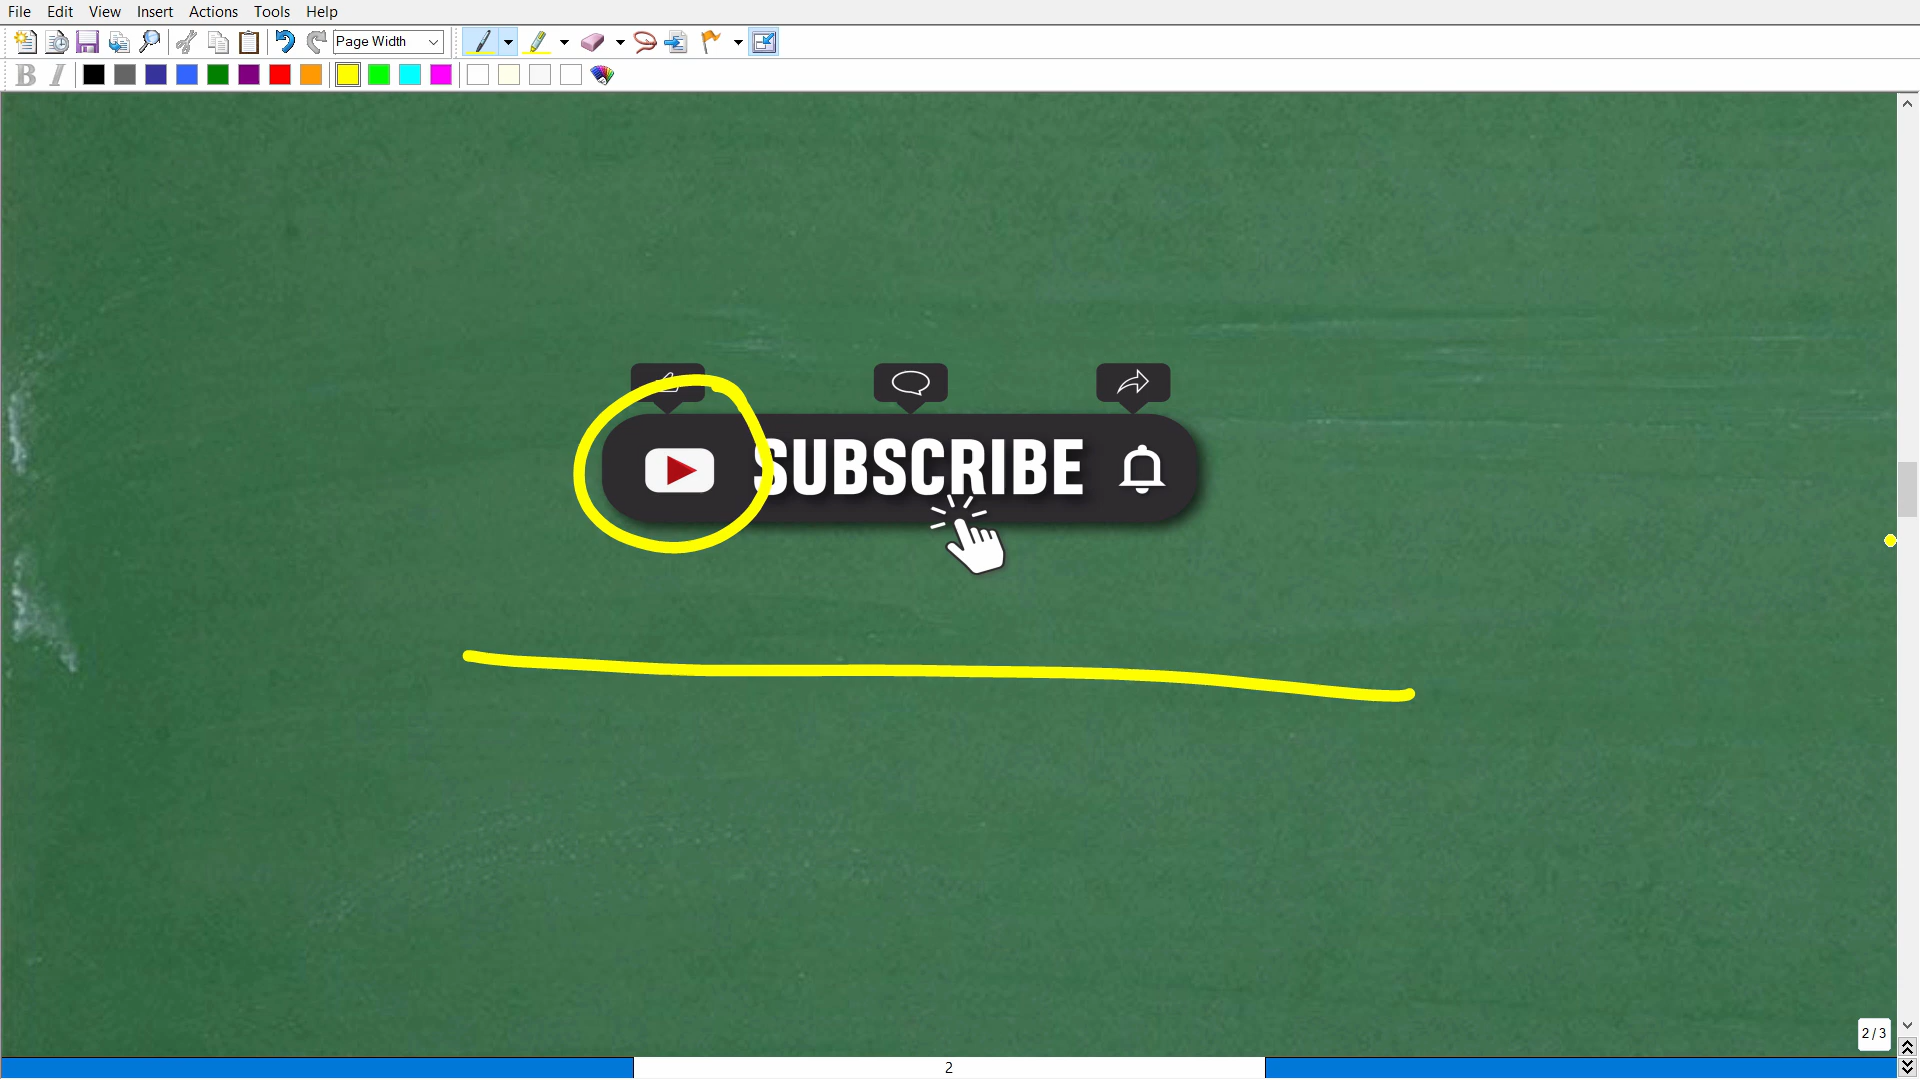 File Edit View Insert Actions Tools Help
Page Width
B I
SUBSCRIBE
2 / 3
2